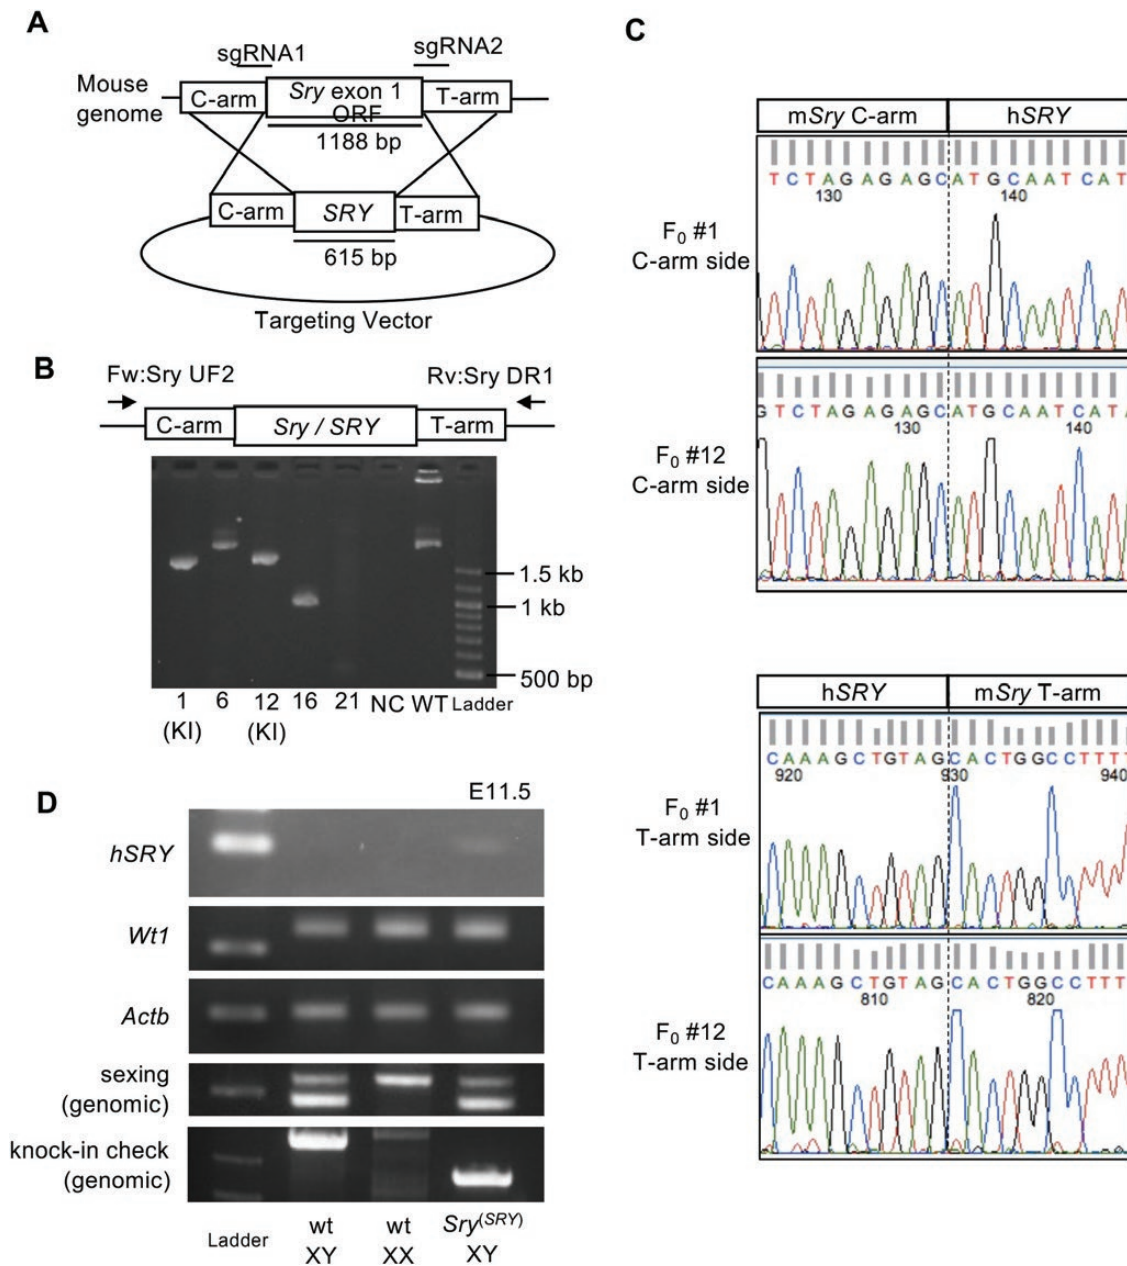 A
sgRNA1
sgRNA2
Mouse
genome
C-arm
Sry exon 1
ORF
T-arm
1188 bp
C-arm
SRY
T-arm
615 bp
Targeting Vector
B
Fw:Sry UF2
Rv:Sry DR1
C-arm
Sry / SRY
T-arm
1.5 kb
1 kb
500 bp
1 6 12 16 21 NC WT Ladder
(KI) (KI)
C
mSry C-arm hSRY
TCTAGAGAGCATGCAATCAT
130 140
F0 #1
C-arm side
GTCTAGAGAGCATGCAATCATA
130 140
F0 #12
C-arm side
hSRY mSry T-arm
CAAAGCTGTAGCACTGGCCTTTT
920 930 940
F0 #1
T-arm side
CAAAGCTGTAGCACTGGCCTTT
810 820
F0 #12
T-arm side
D
E11.5
hSRY
Wt1
Actb
sexing
(genomic)
knock-in check
(genomic)
Ladder
wt
XY
wt
XX
Sry(SRY)
XY